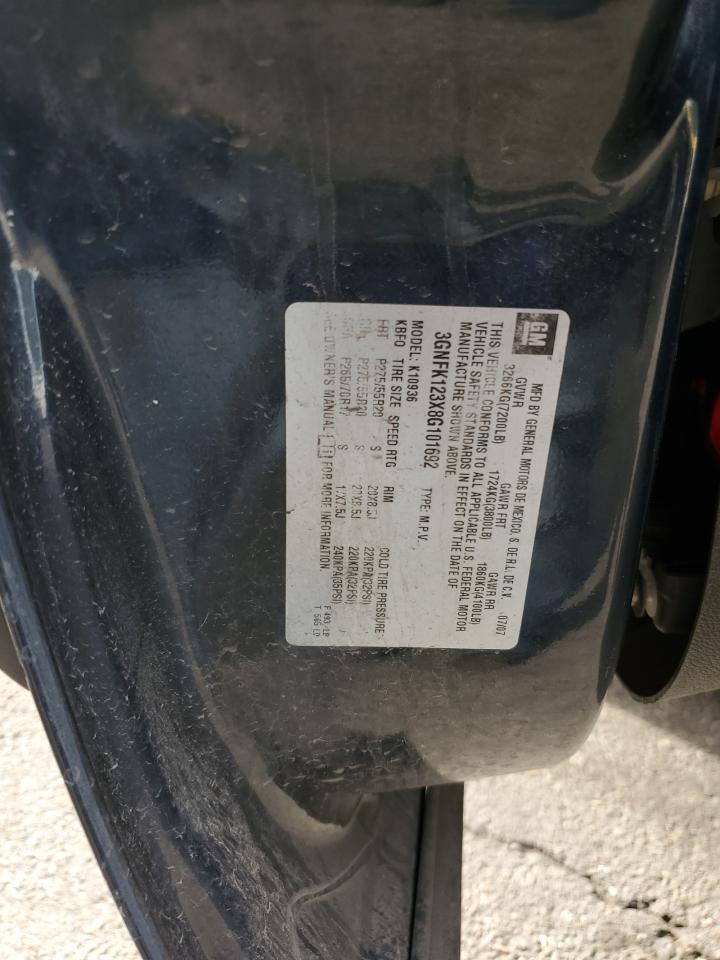 GM
MFD BY GENERAL MOTORS DE MEXICO, S. DE R.L. DE C.V. 07/07
GVWR GAWR FRT GAWR RR
3266KG(7200LB) 1724KG(3800LB) 1860KG(4100LB)
THIS VEHICLE CONFORMS TO ALL APPLICABLE U.S. FEDERAL MOTOR
VEHICLE SAFETY STANDARDS IN EFFECT ON THE DATE OF
MANUFACTURE SHOWN ABOVE.
3GNFK123X8G101692 TYPE: M.P.V.
MODEL: K10936
KBFQ TIRE SIZE SPEED RTG RIM COLD TIRE PRESSURE
FRT P275/55R20 S 20X8.5J 220KPA(32PSI)
P275/55R20 S 20X8.5J 220KPA(32PSI)
P265/70R17 S 17X7.5J 240KPA(35PSI)
SEE OWNER'S MANUAL FOR MORE INFORMATION.